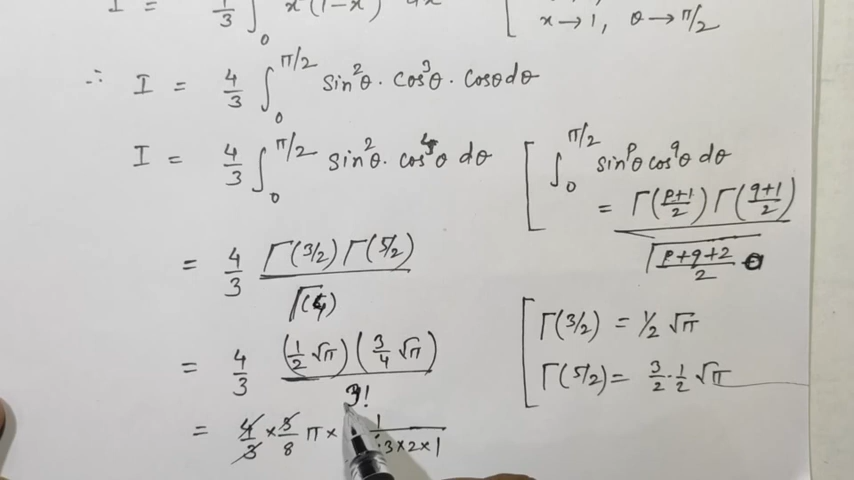 I = 1/3 ∫₀ x(1-x) dx [
x → 1, θ → π/2
∴ I = 4/3 ∫₀^{π/2} sin²θ · cos³θ · cosθ dθ
I = 4/3 ∫₀^{π/2} sin²θ · cos⁴θ dθ [ ∫₀^{π/2} sin^pθ cos^qθ dθ
= Γ((p+1)/2) Γ((q+1)/2) / Γ (p+q+2)/2
= 4/3 Γ(3/2) Γ(5/2) / Γ(4)
[ Γ(3/2) = 1/2 √π
Γ(5/2) = 3/2 · 1/2 √π
= 4/3 (1/2 √π) (3/4 √π) / 3!
= 4/3 × 3/8 π × 1 / 3×2×1